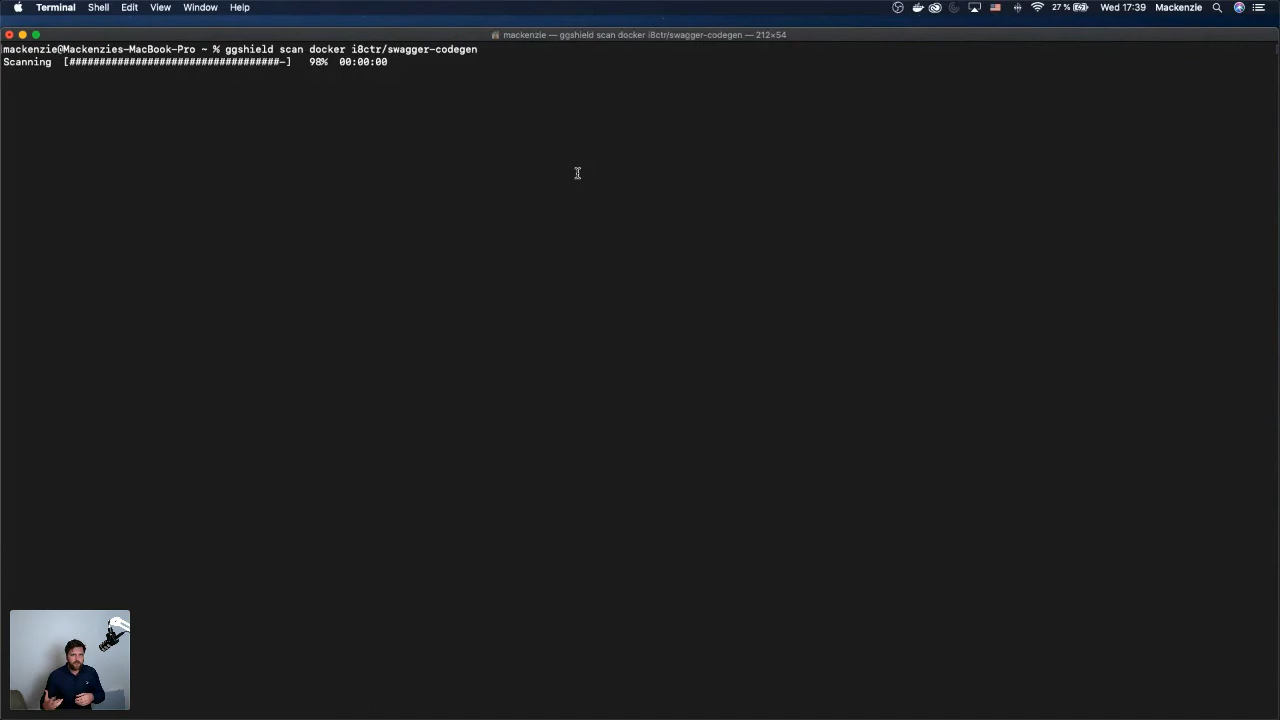 Terminal Shell Edit View Window Help 27 % Wed 17:39 Mackenzie
mackenzie — ggshield scan docker i8ctr/swagger-codegen — 212×54
mackenzie@Mackenzies-MacBook-Pro ~ % ggshield scan docker i8ctr/swagger-codegen
Scanning [###################################-] 98% 00:00:00